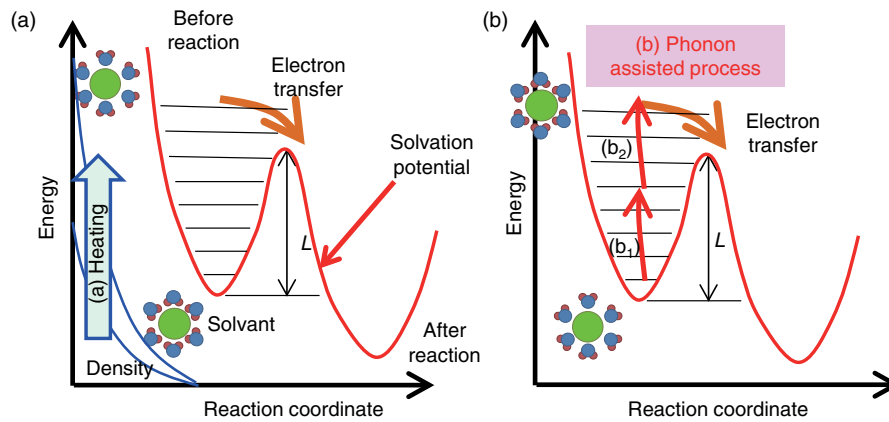 (a)
Before
reaction
Electron
transfer
Solvation
potential
Energy
(a) Heating
L
Solvant
After
reaction
Density
Reaction coordinate
(b)
(b) Phonon
assisted process
Electron
transfer
(b2)
(b1)
Energy
L
Reaction coordinate